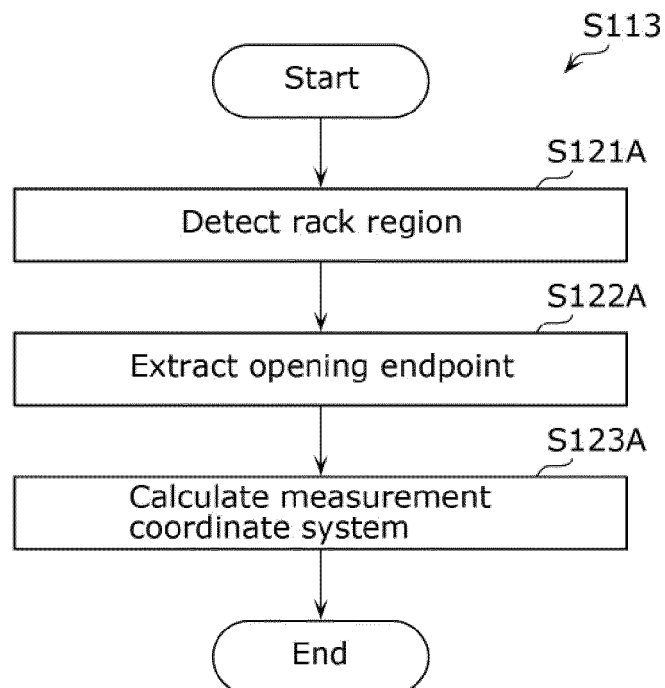 S113
Start
S121A
Detect rack region
S122A
Extract opening endpoint
S123A
Calculate measurement
coordinate system
End